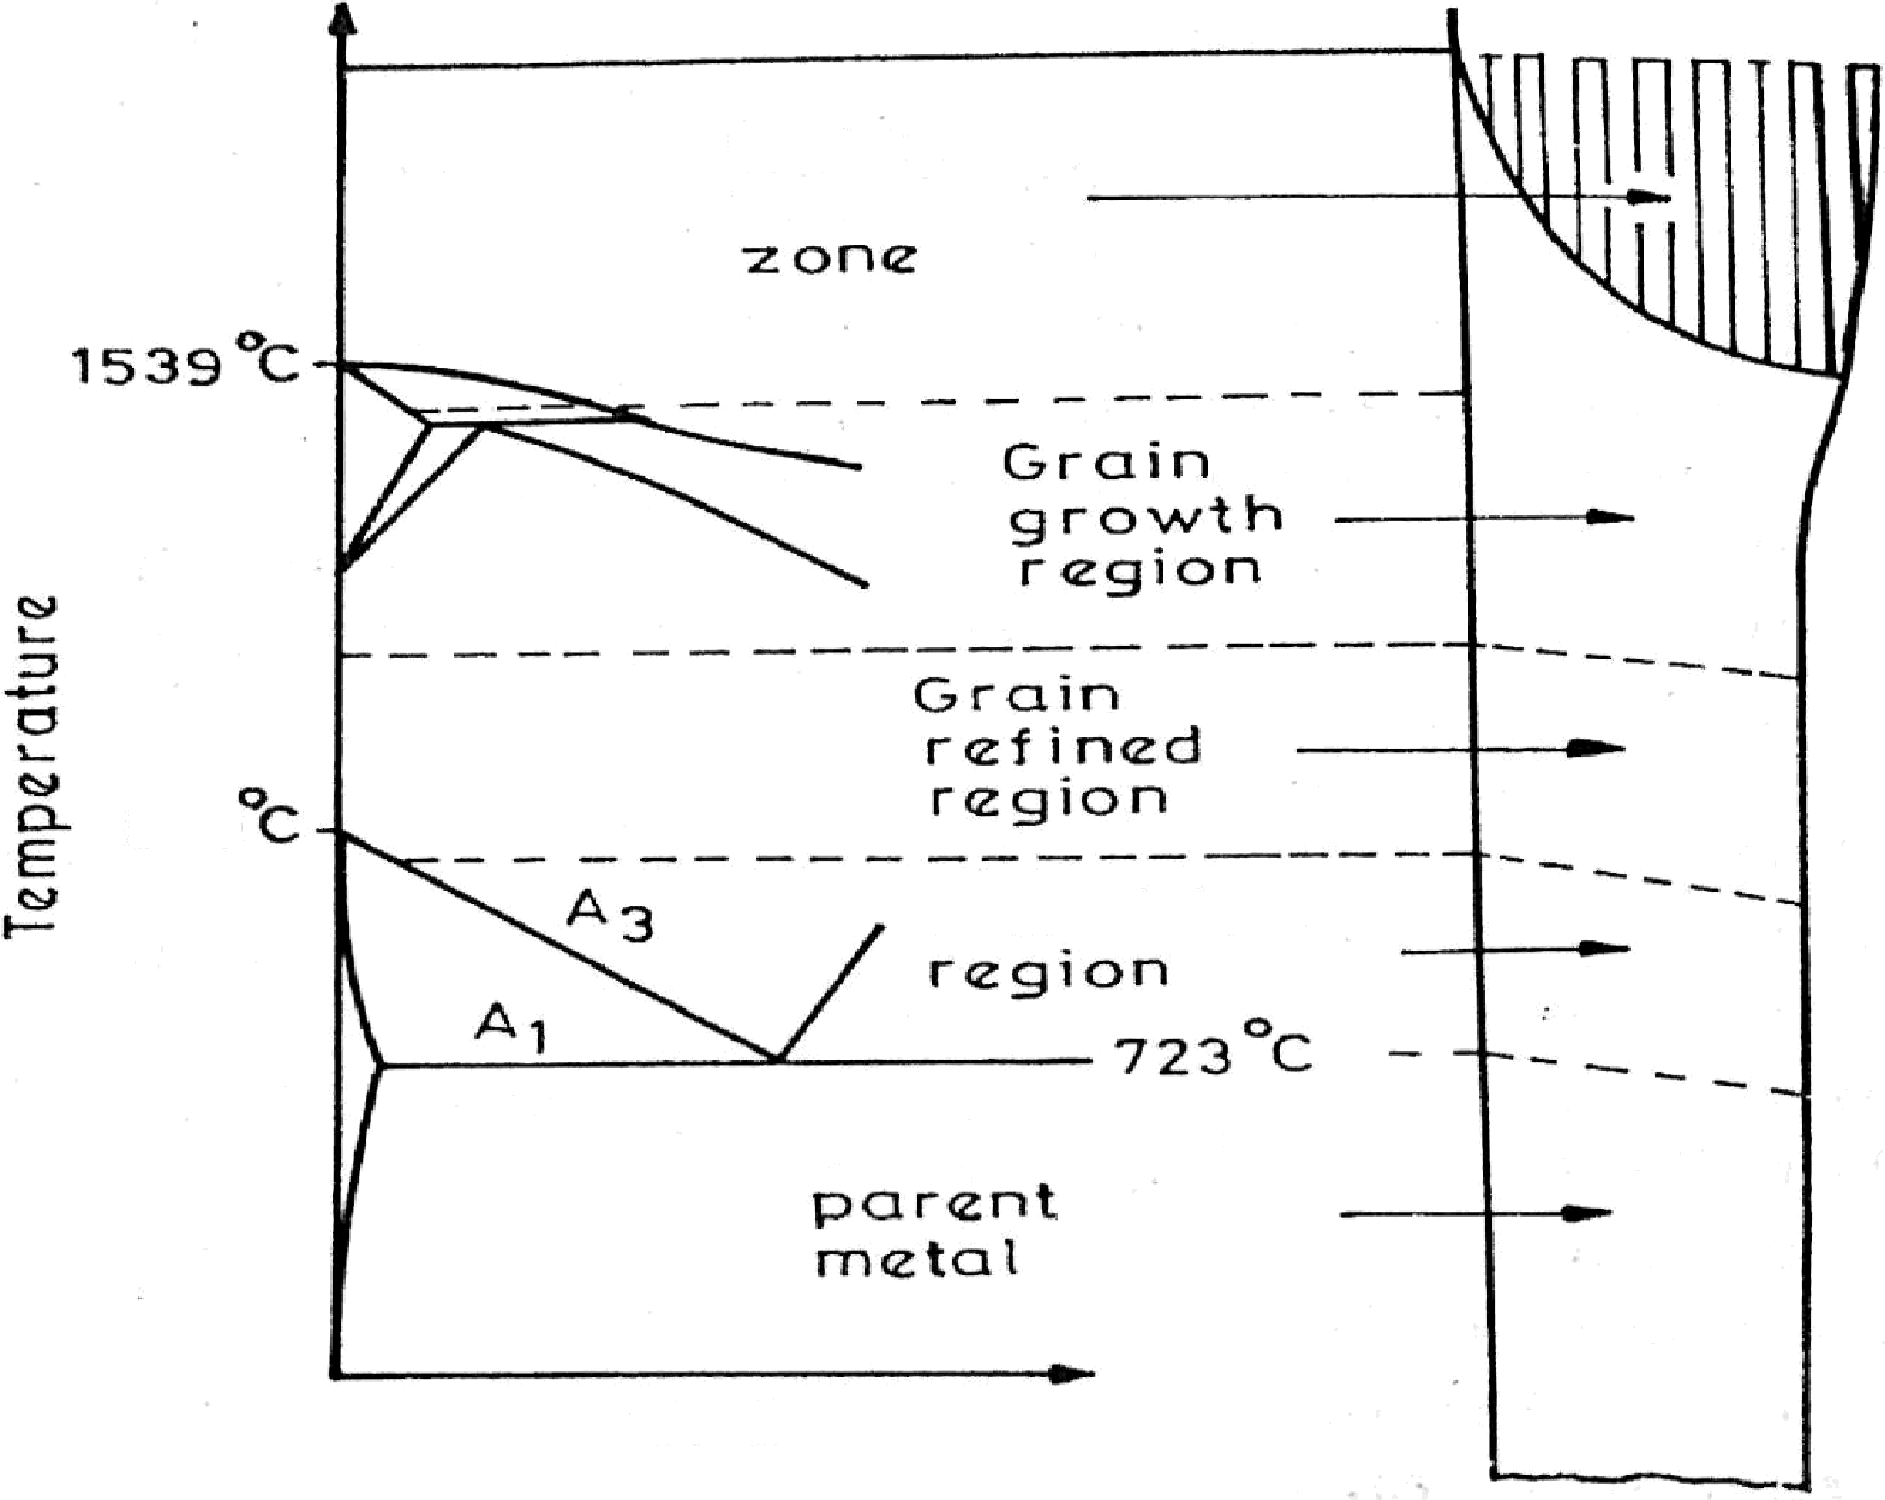 zone
1539 °C
Grain
growth
region
Temperature
Grain
refined
region
°C
A3
region
A1
723 °C
parent
metal